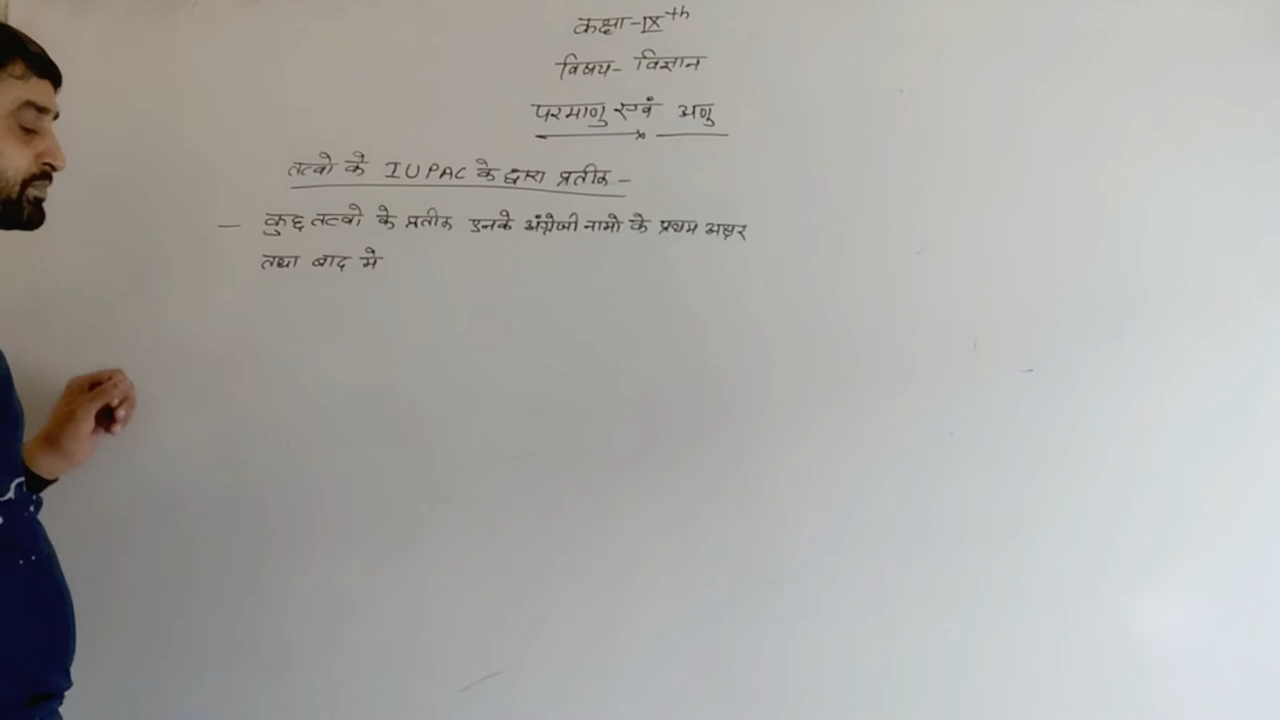 कक्षा-IXth
विषय- विज्ञान
परमाणु एवं अणु
तत्वो के IUPAC के द्वारा प्रतीक -
- कुछ तत्वो के प्रतीक उनके अंग्रेजी नामो के प्रथम अक्षर
तथा बाद मे